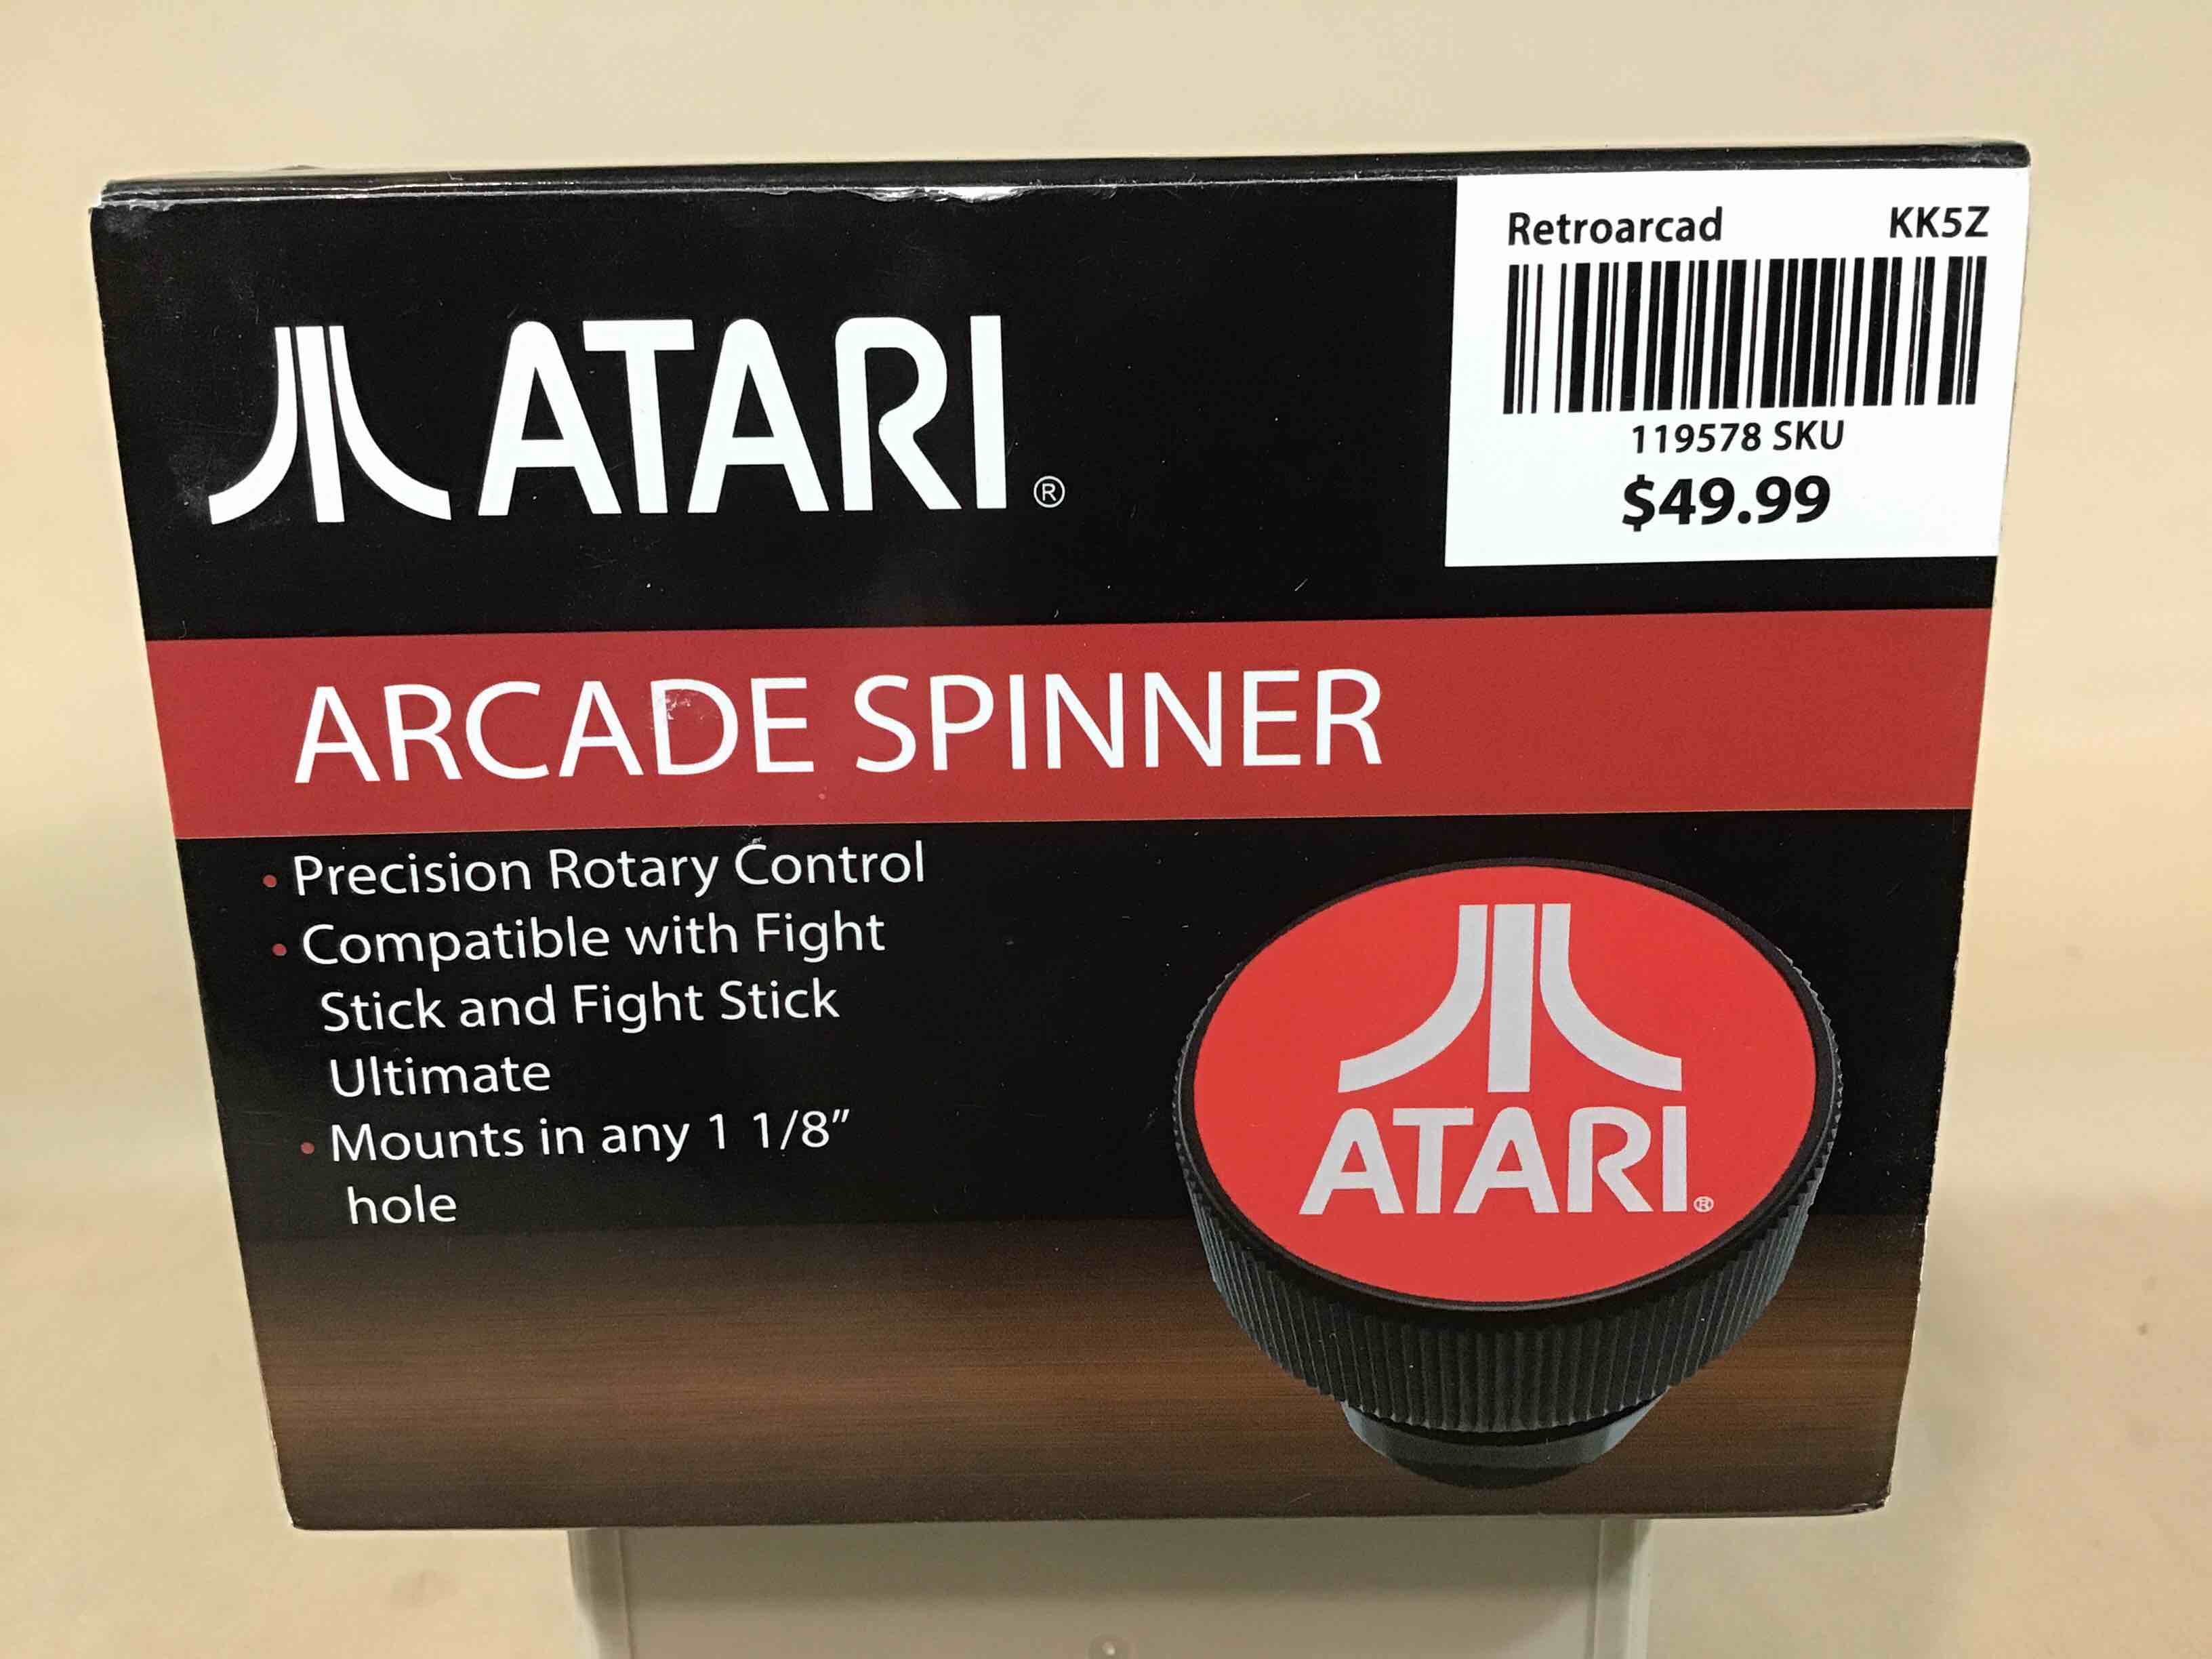 Retroarcad KK5Z
119578 SKU
$49.99
ATARI®
ARCADE SPINNER
• Precision Rotary Control
• Compatible with Fight
Stick and Fight Stick
Ultimate
• Mounts in any 1 1/8”
hole
ATARI®